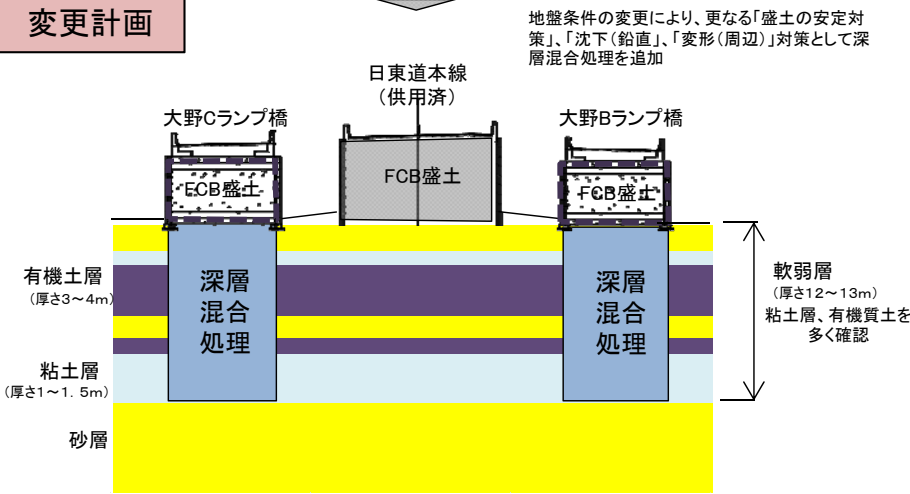 変更計画
地盤条件の変更により、更なる「盛土の安定対
策」、「沈下(鉛直)、「変形(周辺)」対策として深
層混合処理を追加
日東道本線
(供用済)
大野Cランプ橋
大野Bランプ橋
FCB盛土
FCB盛土
FCB盛土
有機土層
(厚さ3~4m)
深層
混合
処理
深層
混合
処理
軟弱層
(厚さ12~13m)
粘土層、有機質土を
多く確認
粘土層
(厚さ1~1.5m)
砂層